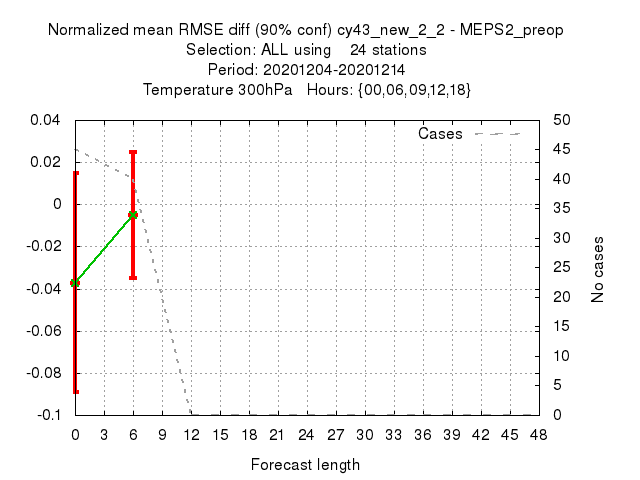 Normalized mean RMSE diff (90% conf) cy43_new_2_2 - MEPS2_preop
Selection: ALL using    24 stations
Period: 20201204-20201214
Temperature 300hPa   Hours: {00,06,09,12,18}
Cases
0.04
0.02
0
-0.02
-0.04
-0.06
-0.08
-0.1
50
45
40
35
30
25
20
15
10
5
0
No cases
0 3 6 9 12 15 18 21 24 27 30 33 36 39 42 45 48
Forecast length